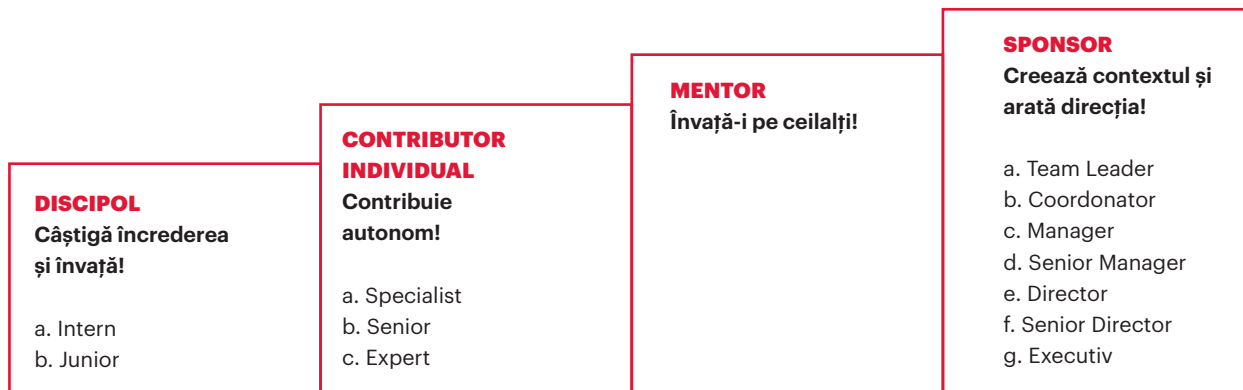 DISCIPOL
Câștigă încrederea
și învață!
a. Intern
b. Junior
CONTRIBUTOR
INDIVIDUAL
Contribuie
autonom!
a. Specialist
b. Senior
c. Expert
MENTOR
Învață-i pe ceilalți!
SPONSOR
Creează contextul și
arată direcția!
a. Team Leader
b. Coordonator
c. Manager
d. Senior Manager
e. Director
f. Senior Director
g. Executiv